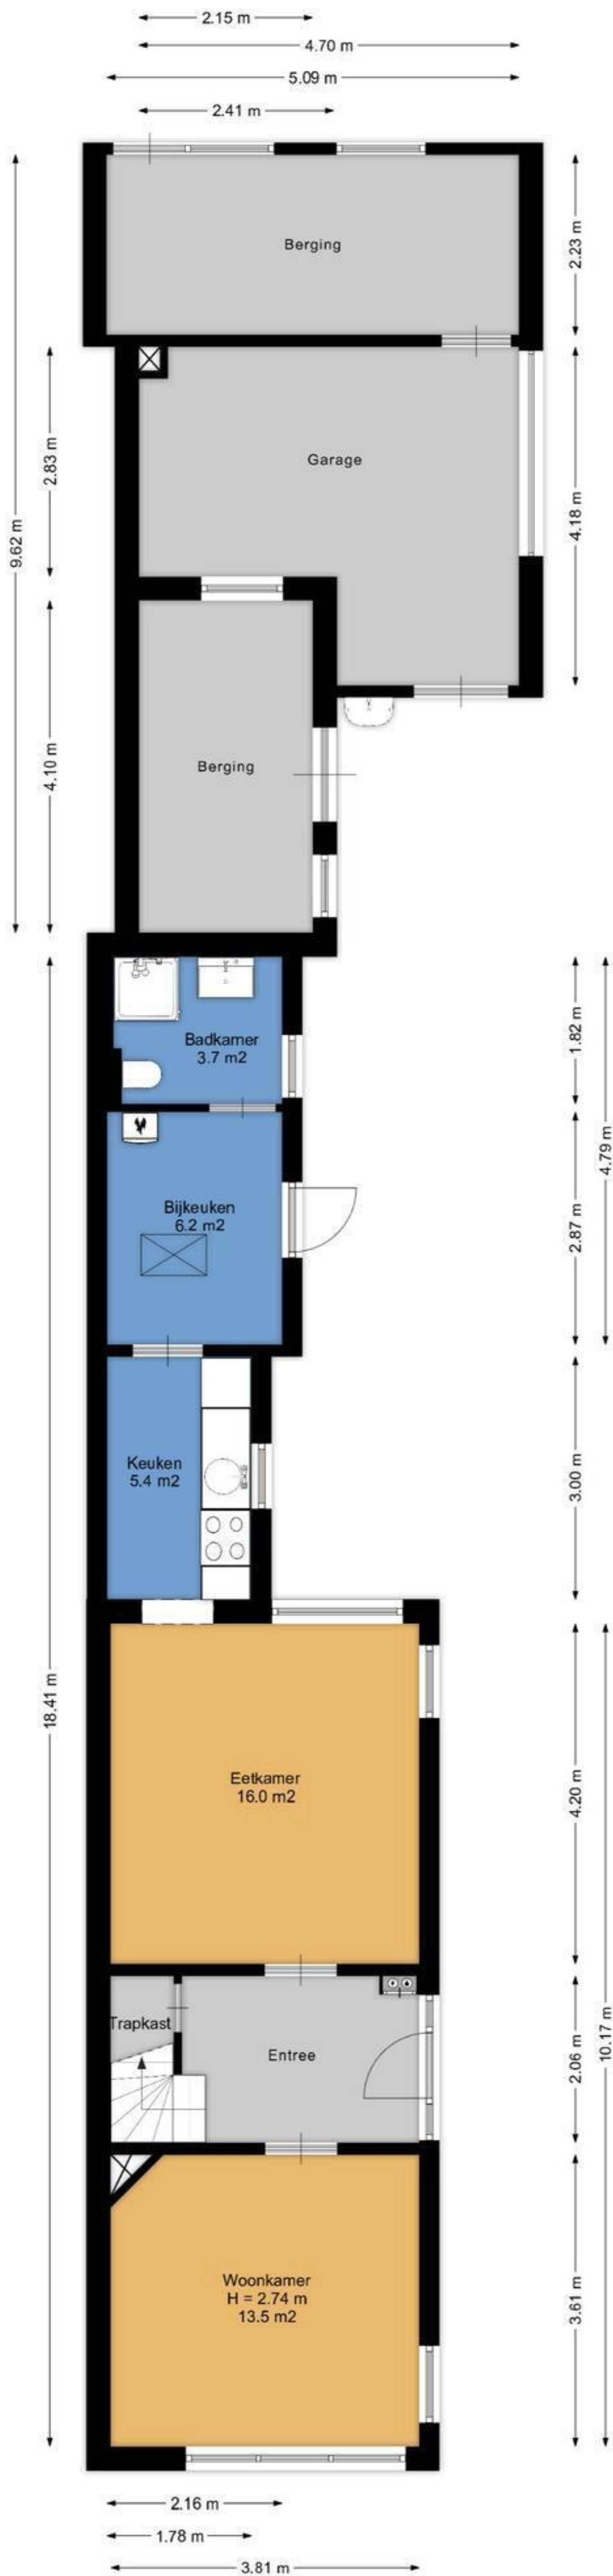 2.15 m
4.70 m
5.09 m
2.41 m
Berging
2.23 m
2.83 m
Garage
4.18 m
9.62 m
4.10 m
Berging
Badkamer
3.7 m2
1.82 m
4.79 m
Bijkeuken
6.2 m2
2.87 m
Keuken
5.4 m2
3.00 m
18.41 m
Eetkamer
16.0 m2
4.20 m
Trapkast
Entree
2.06 m
10.17 m
Woonkamer
H = 2.74 m
13.5 m2
3.61 m
2.16 m
1.78 m
3.81 m